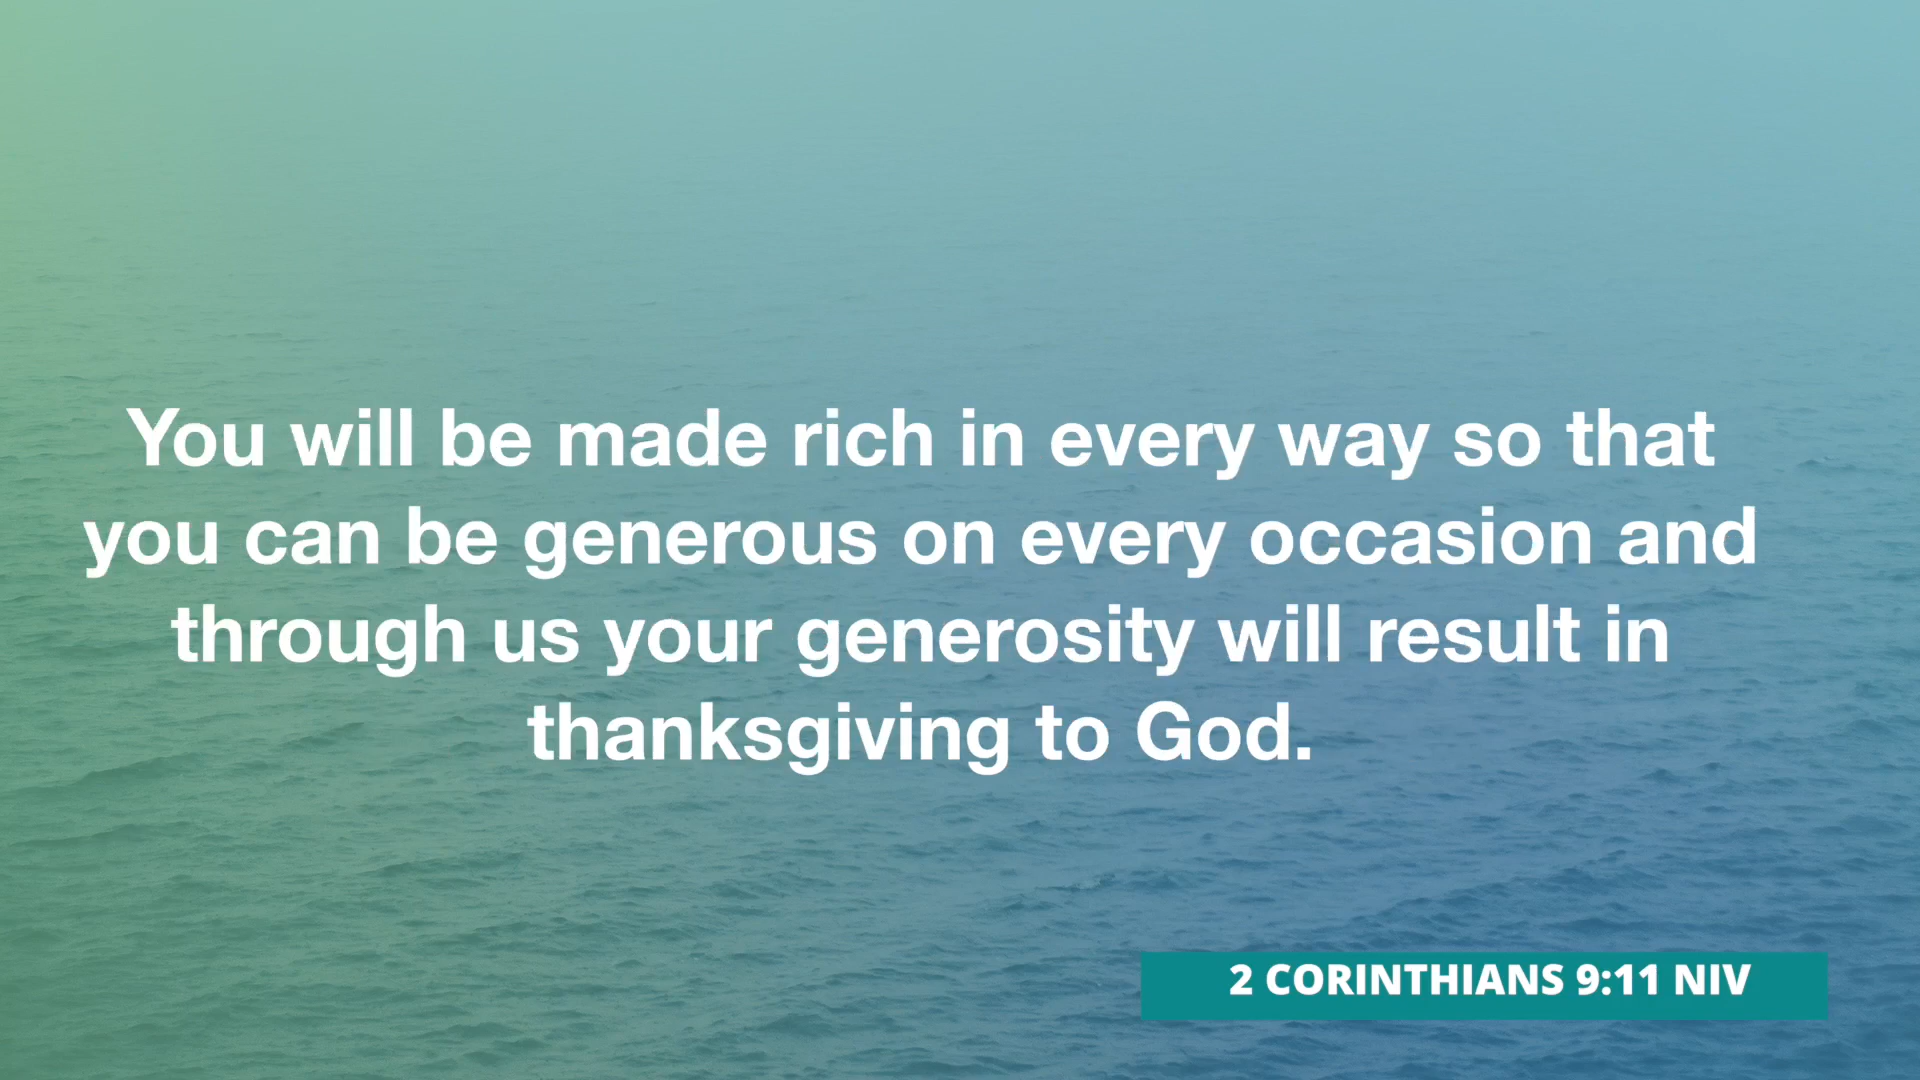 You will be made rich in every way so that
you can be generous on every occasion and
through us your generosity will result in
thanksgiving to God.
2 CORINTHIANS 9:11 NIV